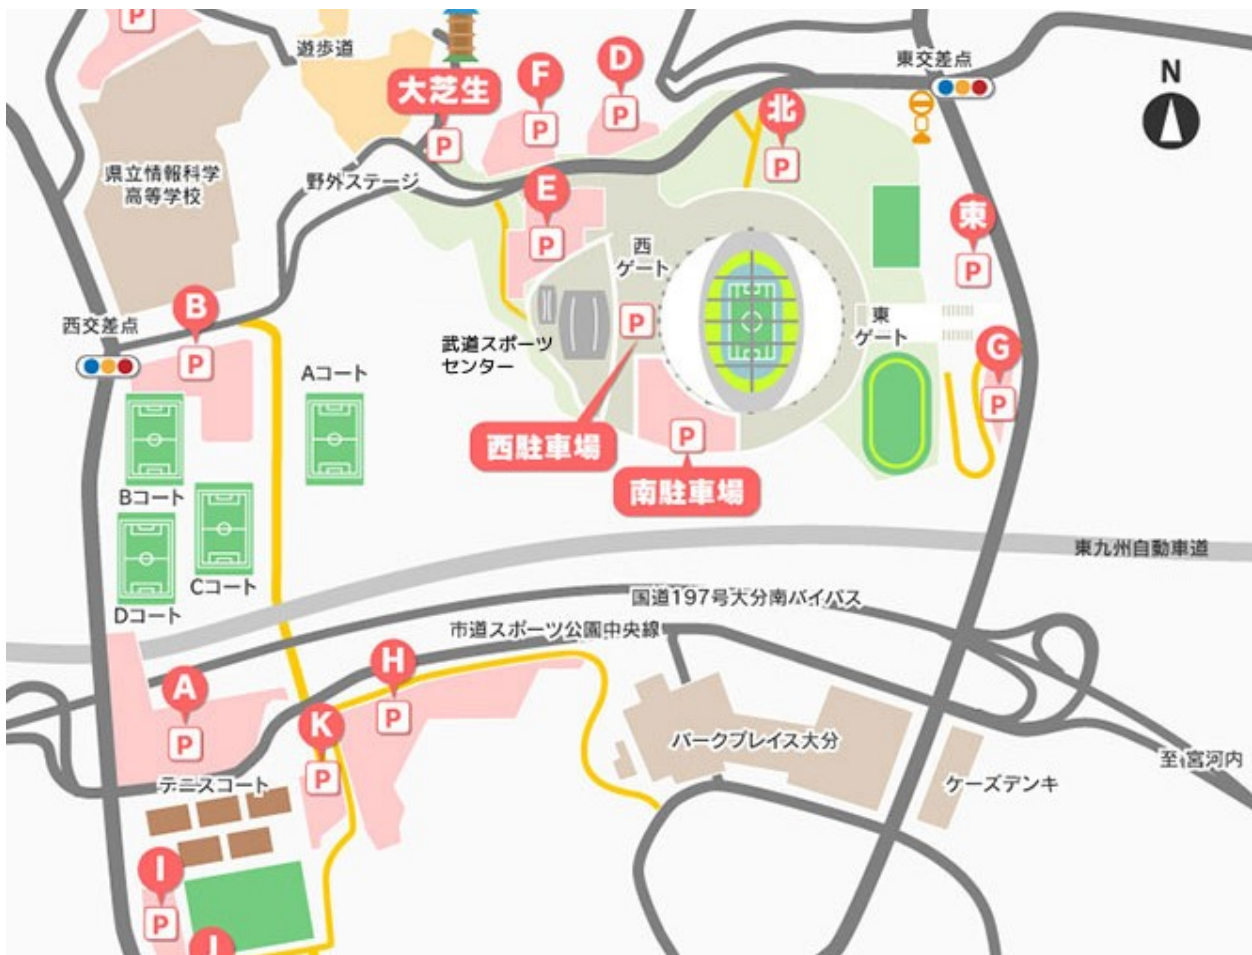 P
遊歩道
大芝生
P
F
P
D
P
北
P
東交差点
N
県立情報科学
高等学校
野外ステージ
E
P
西
ゲート
東
P
B
P
西交差点
武道スポーツ
センター
P
東
ゲート
G
P
Aコート
西駐車場
P
南駐車場
Bコート
Cコート
Dコート
東九州自動車道
国道197号大分南バイパス
市道スポーツ公園中央線
A
P
H
P
K
P
パークプレイス大分
至 宮河内
ケーズデンキ
テニスコート
I
P